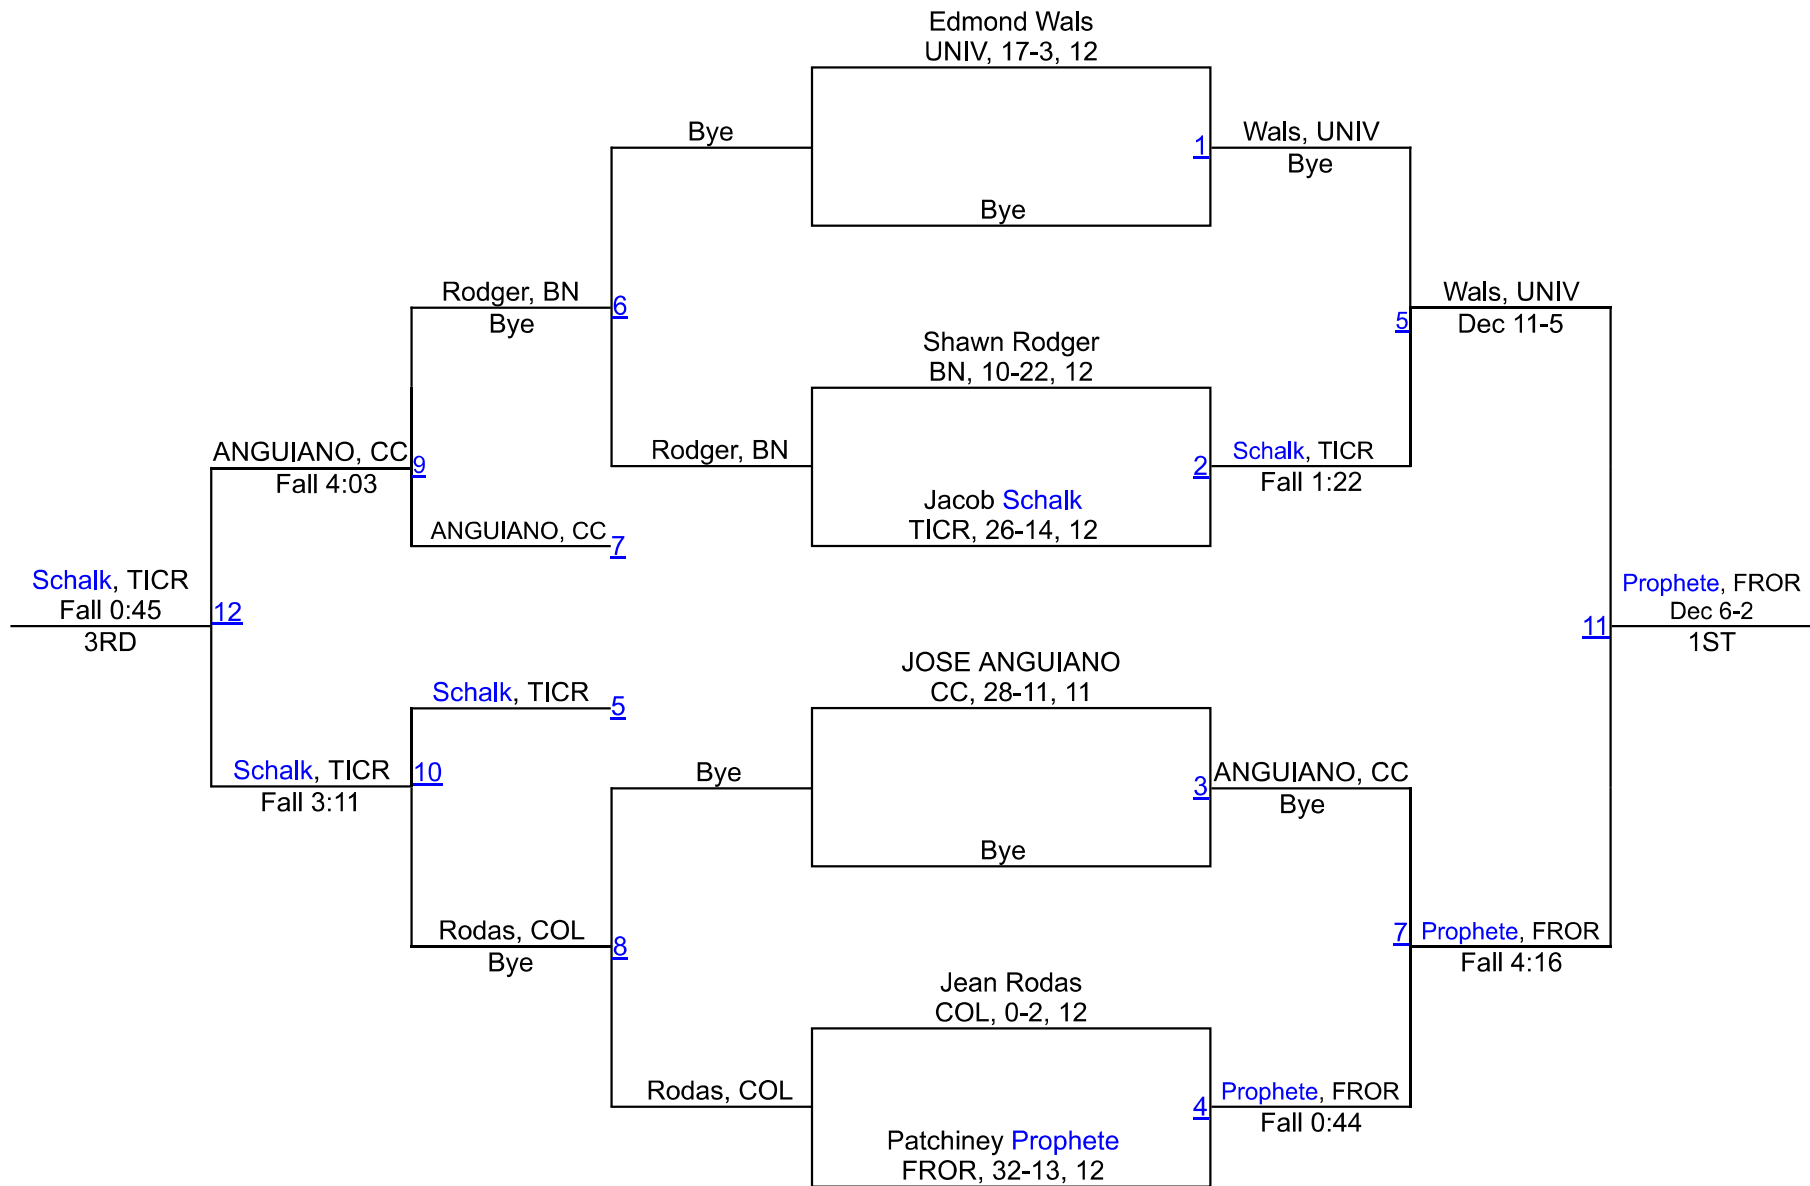 Edmond Wals
UNIV, 17-3, 12
Bye
1
Wals, UNIV
Bye
Bye
Rodger, BN
Bye
6
Wals, UNIV
Dec 11-5
5
Shawn Rodger
BN, 10-22, 12
ANGUIANO, CC
Fall 4:03
9
Rodger, BN
2
Schalk, TICR
Fall 1:22
Jacob Schalk
TICR, 26-14, 12
ANGUIANO, CC
7
Schalk, TICR
Fall 0:45
3RD
12
Prophete, FROR
Dec 6-2
1ST
11
JOSE ANGUIANO
CC, 28-11, 11
Schalk, TICR
5
Schalk, TICR
Fall 3:11
10
Bye
3
ANGUIANO, CC
Bye
Bye
Rodas, COL
Bye
8
7
Prophete, FROR
Fall 4:16
Jean Rodas
COL, 0-2, 12
Rodas, COL
4
Prophete, FROR
Fall 0:44
Patchiney Prophete
FROR, 32-13, 12